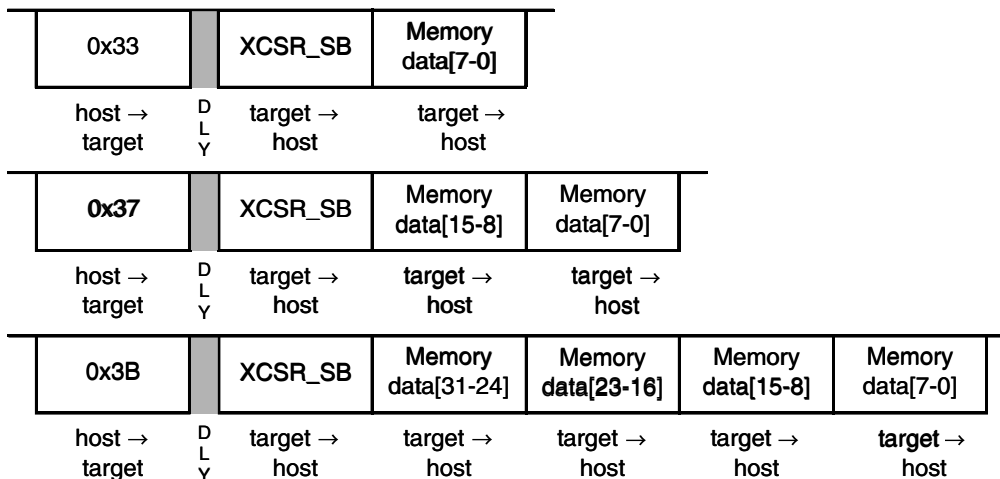 0x33 XCSR_SB Memory
data[7-0]
host → D target → target →
target L host host
Y
0x37 XCSR_SB Memory Memory
data[15-8] data[7-0]
host → D target → target → target →
target L host host host
Y
0x3B XCSR_SB Memory Memory Memory Memory
data[31-24] data[23-16] data[15-8] data[7-0]
host → D target → target → target → target → target →
target L host host host host host
Y